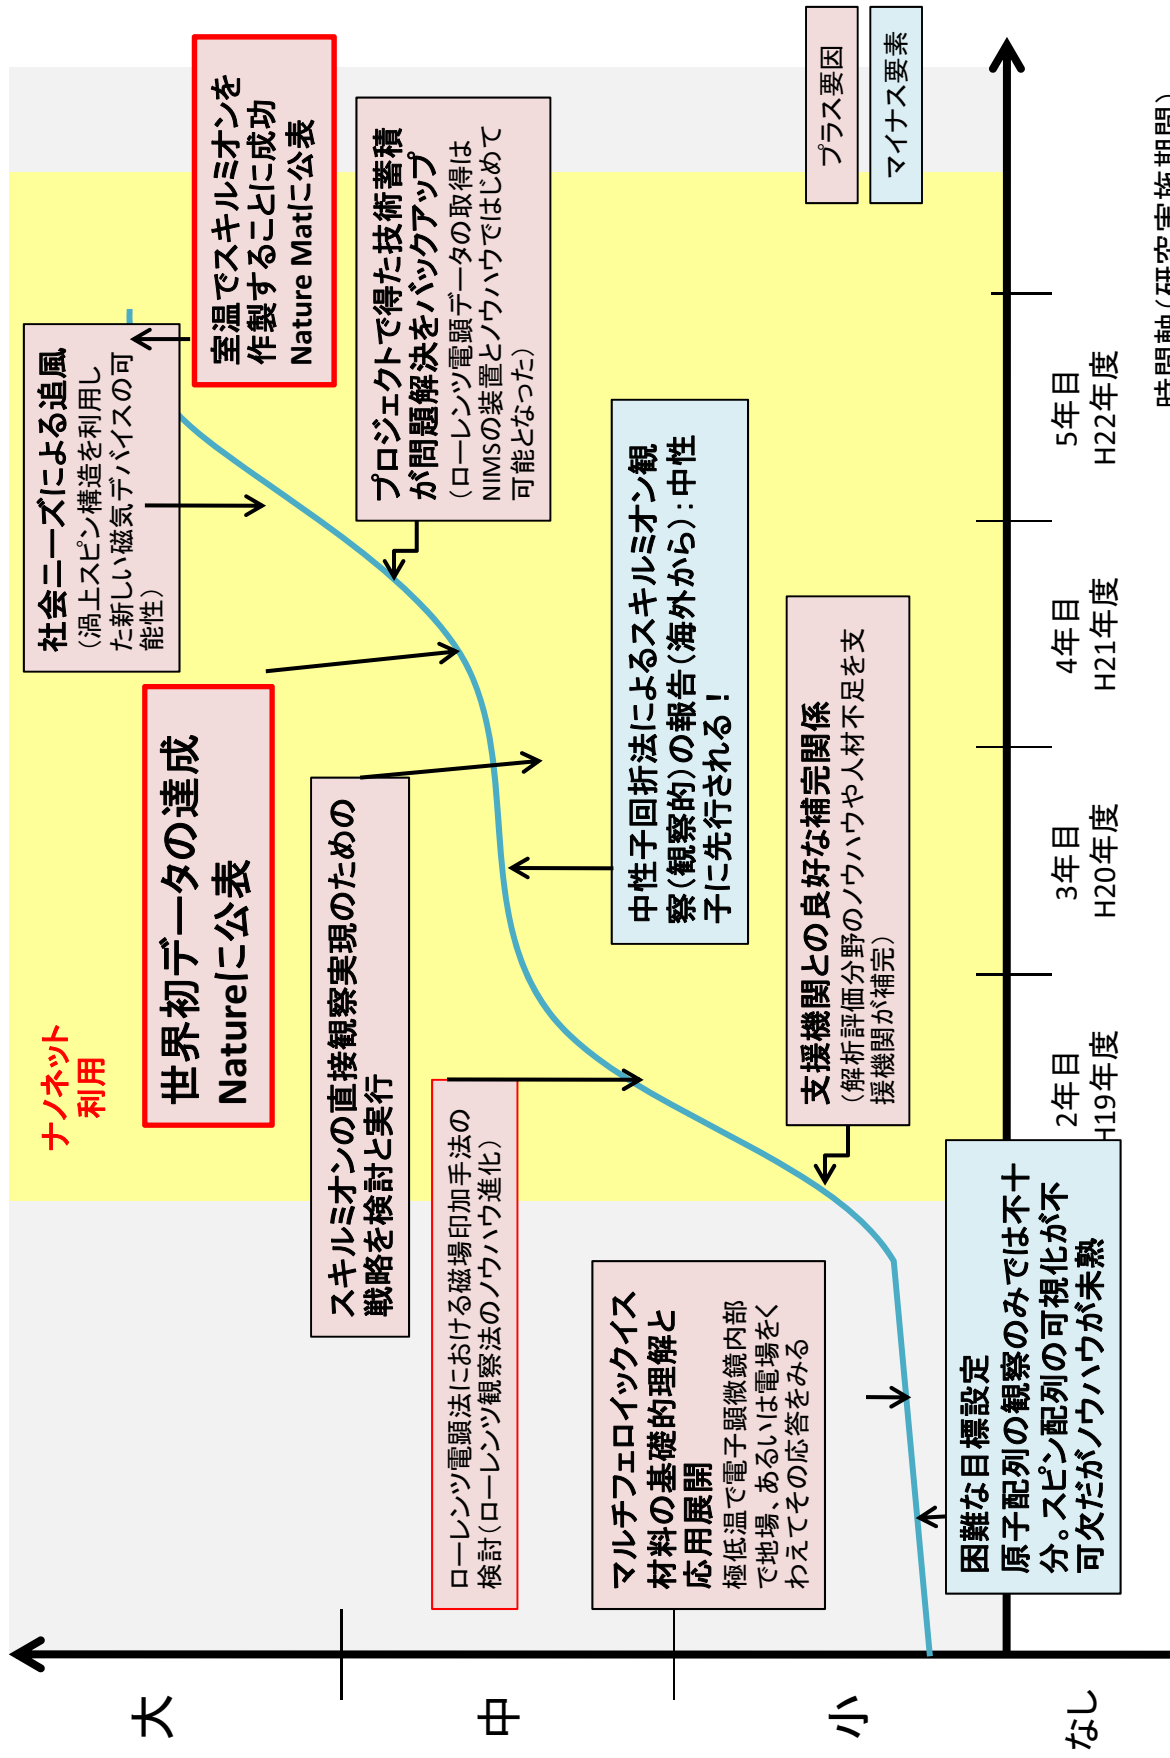 ナノネット
利用
社会ニーズによる追風
（渦上スピン構造を利用し
た新しい磁気デバイスの可
能性）
室温でスキルミオンを
作製することに成功
Nature Matに公表
世界初データの達成
Natureに公表
プロジェクトで得た技術蓄積
が問題解決をバックアップ
（ローレンツ電顕データの取得は
NIMSの装置とノウハウではじめて
可能となった）
スキルミオンの直接観察実現のための
戦略を検討と実行
ローレンツ電顕法における磁場印加手法の
検討（ローレンツ観察法のノウハウ進化）
中性子回折法によるスキルミオン観
察（観察的）の報告（海外から）：中性
子に先行される！
マルチフェロイックイス
材料の基礎的理解と
応用展開
極低温で電子顕微鏡内部
で地場、あるいは電場をく
わえてその応答をみる
支援機関との良好な補完関係
（解析評価分野のノウハウや人材不足を支
援機関が補完）
困難な目標設定
原子配列の観察のみでは不十
分。スピン配列の可視化が不
可欠だがノウハウが未熟
プラス要因
マイナス要素
大
中
小
なし
2年目
H19年度
3年目
H20年度
4年目
H21年度
5年目
H22年度
時間軸（研究実施期間）